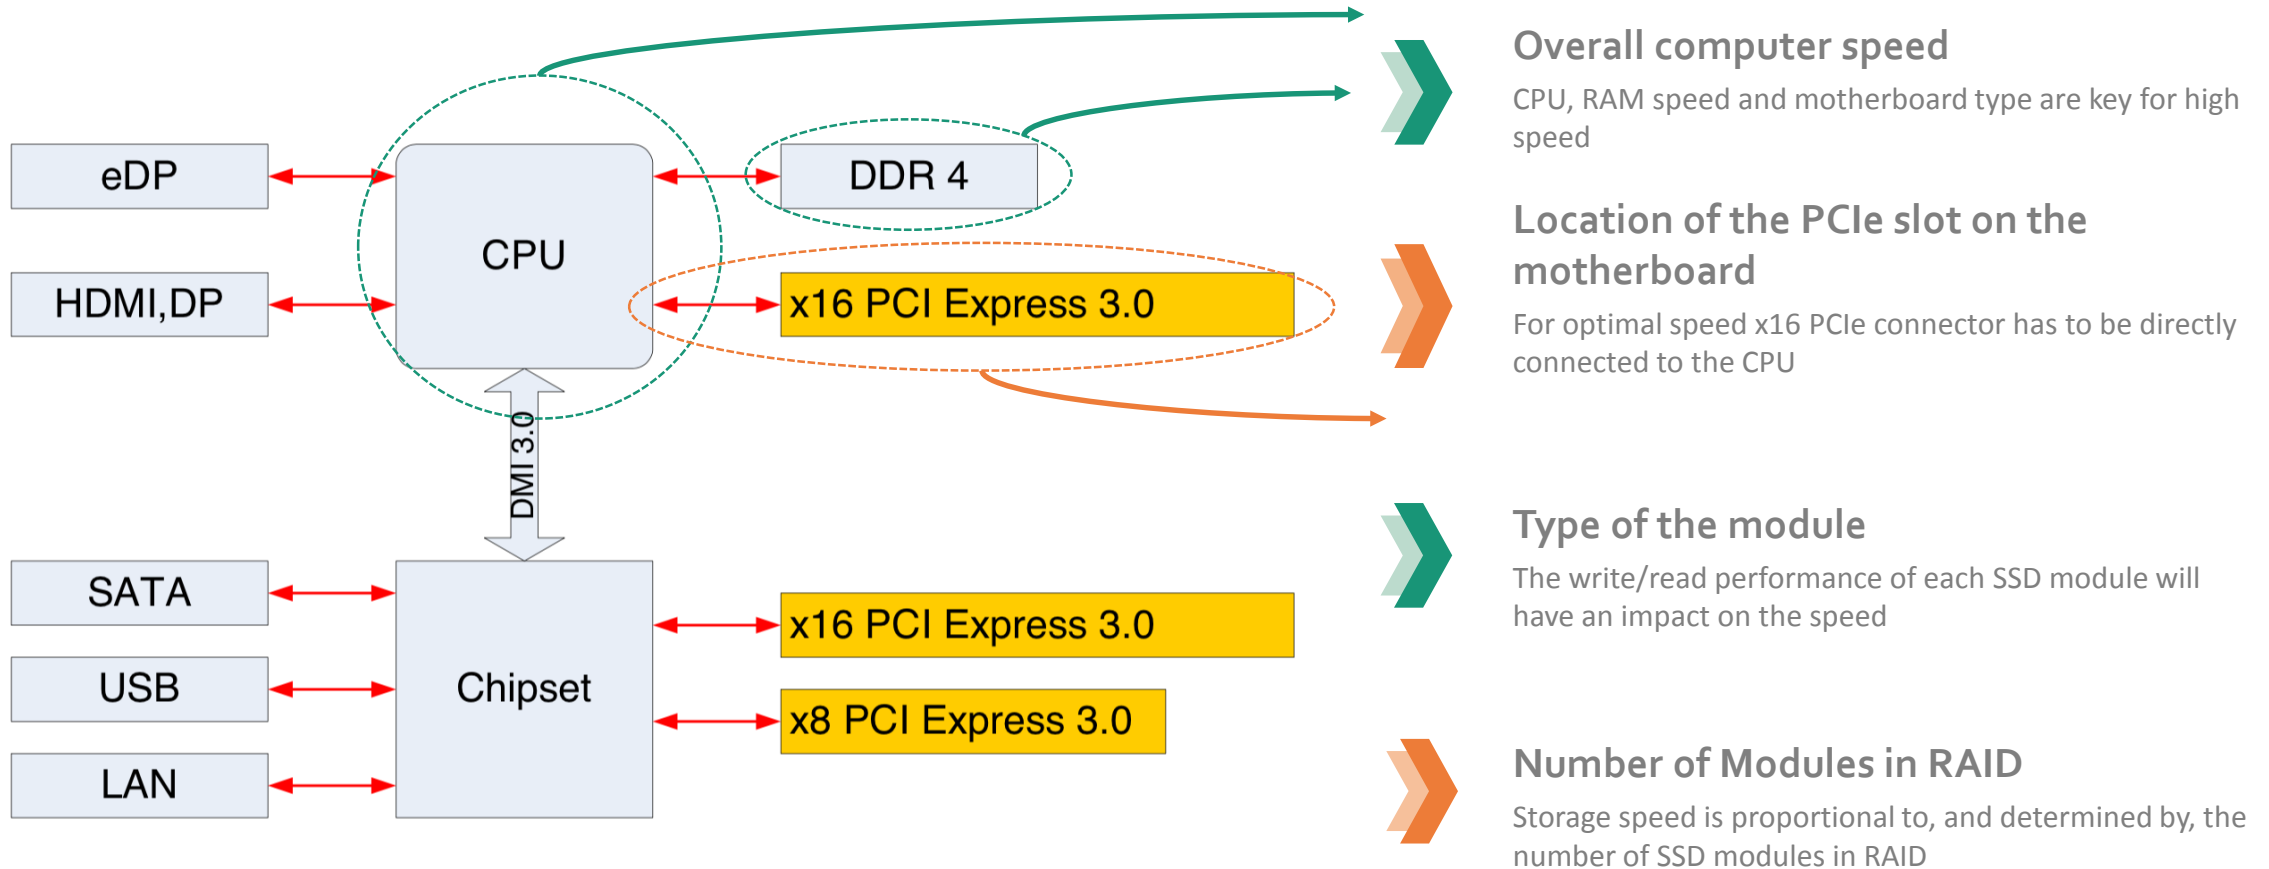 eDP
HDMI,DP
CPU
DDR 4
x16 PCI Express 3.0
DMI 3.0
SATA
USB
LAN
Chipset
x16 PCI Express 3.0
x8 PCI Express 3.0
Overall computer speed
CPU, RAM speed and motherboard type are key for high
speed
Location of the PCIe slot on the
motherboard
For optimal speed x16 PCIe connector has to be directly
connected to the CPU
Type of the module
The write/read performance of each SSD module will
have an impact on the speed
Number of Modules in RAID
Storage speed is proportional to, and determined by, the
number of SSD modules in RAID